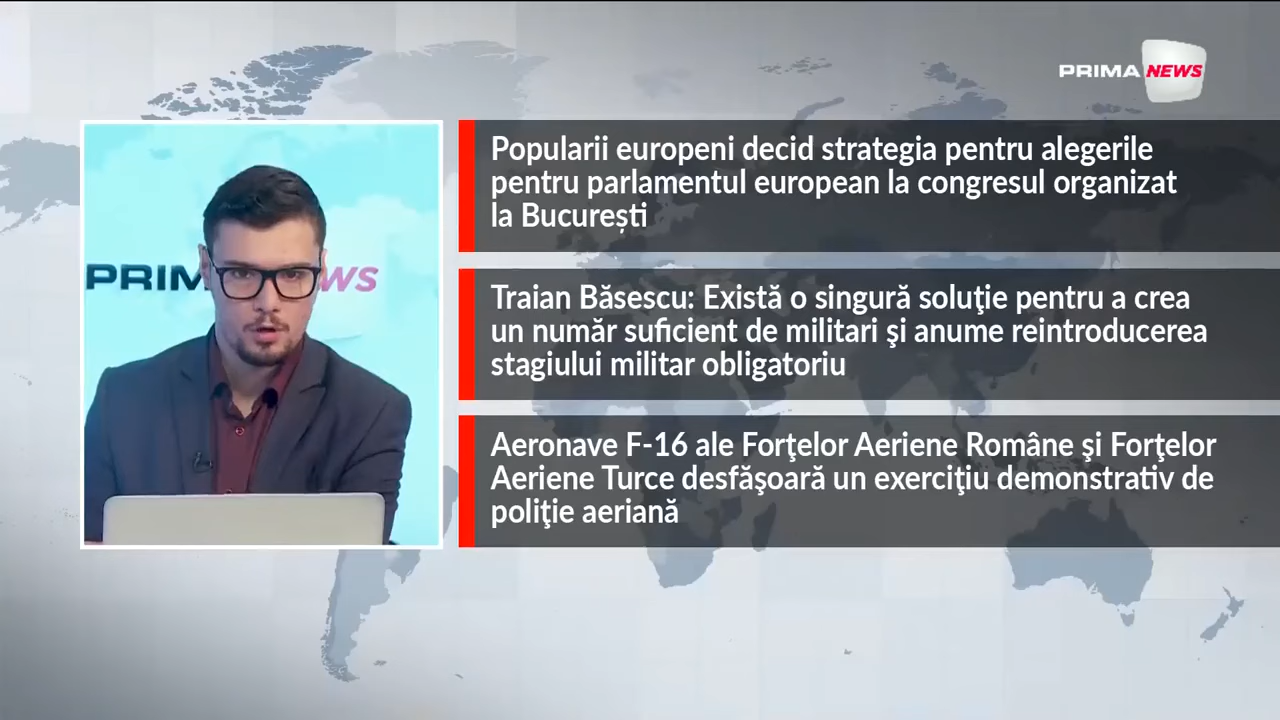 PRIMA NEWS
Popularii europeni decid strategia pentru alegerile
pentru parlamentul european la congresul organizat
la București
PRIM WS
Traian Băsescu: Există o singură soluţie pentru a crea
un număr suficient de militari şi anume reintroducerea
stagiului militar obligatoriu
Aeronave F-16 ale Forţelor Aeriene Române şi Forţelor
Aeriene Turce desfăşoară un exerciţiu demonstrativ de
poliţie aeriană